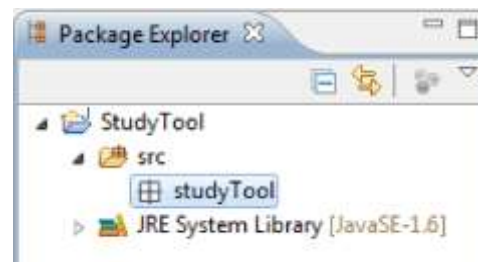 Package Explorer
StudyTool
src
studyTool
JRE System Library [JavaSE-1.6]